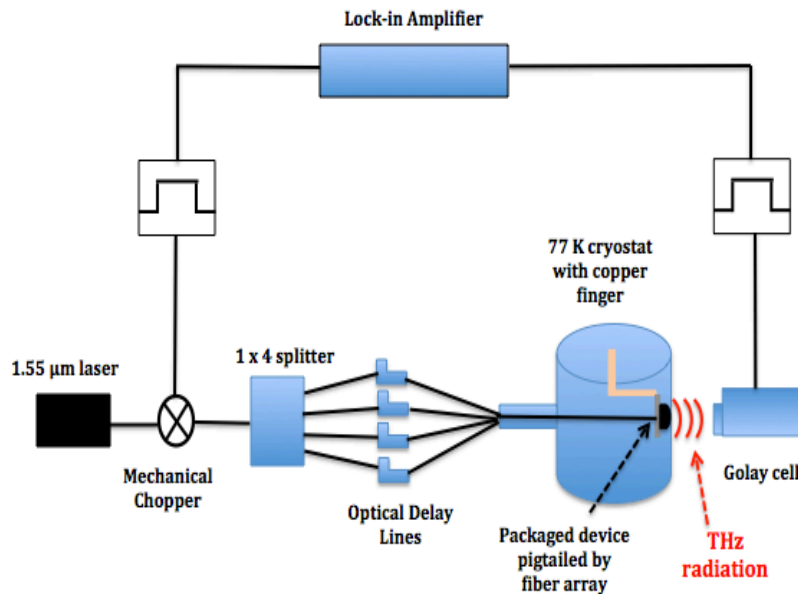 Lock-in Amplifier
77 K cryostat
with copper
finger
1.55 µm laser
1 x 4 splitter
Mechanical
Chopper
Optical Delay
Lines
Golay cell
Packaged device
pigtailed by
fiber array
THz
radiation